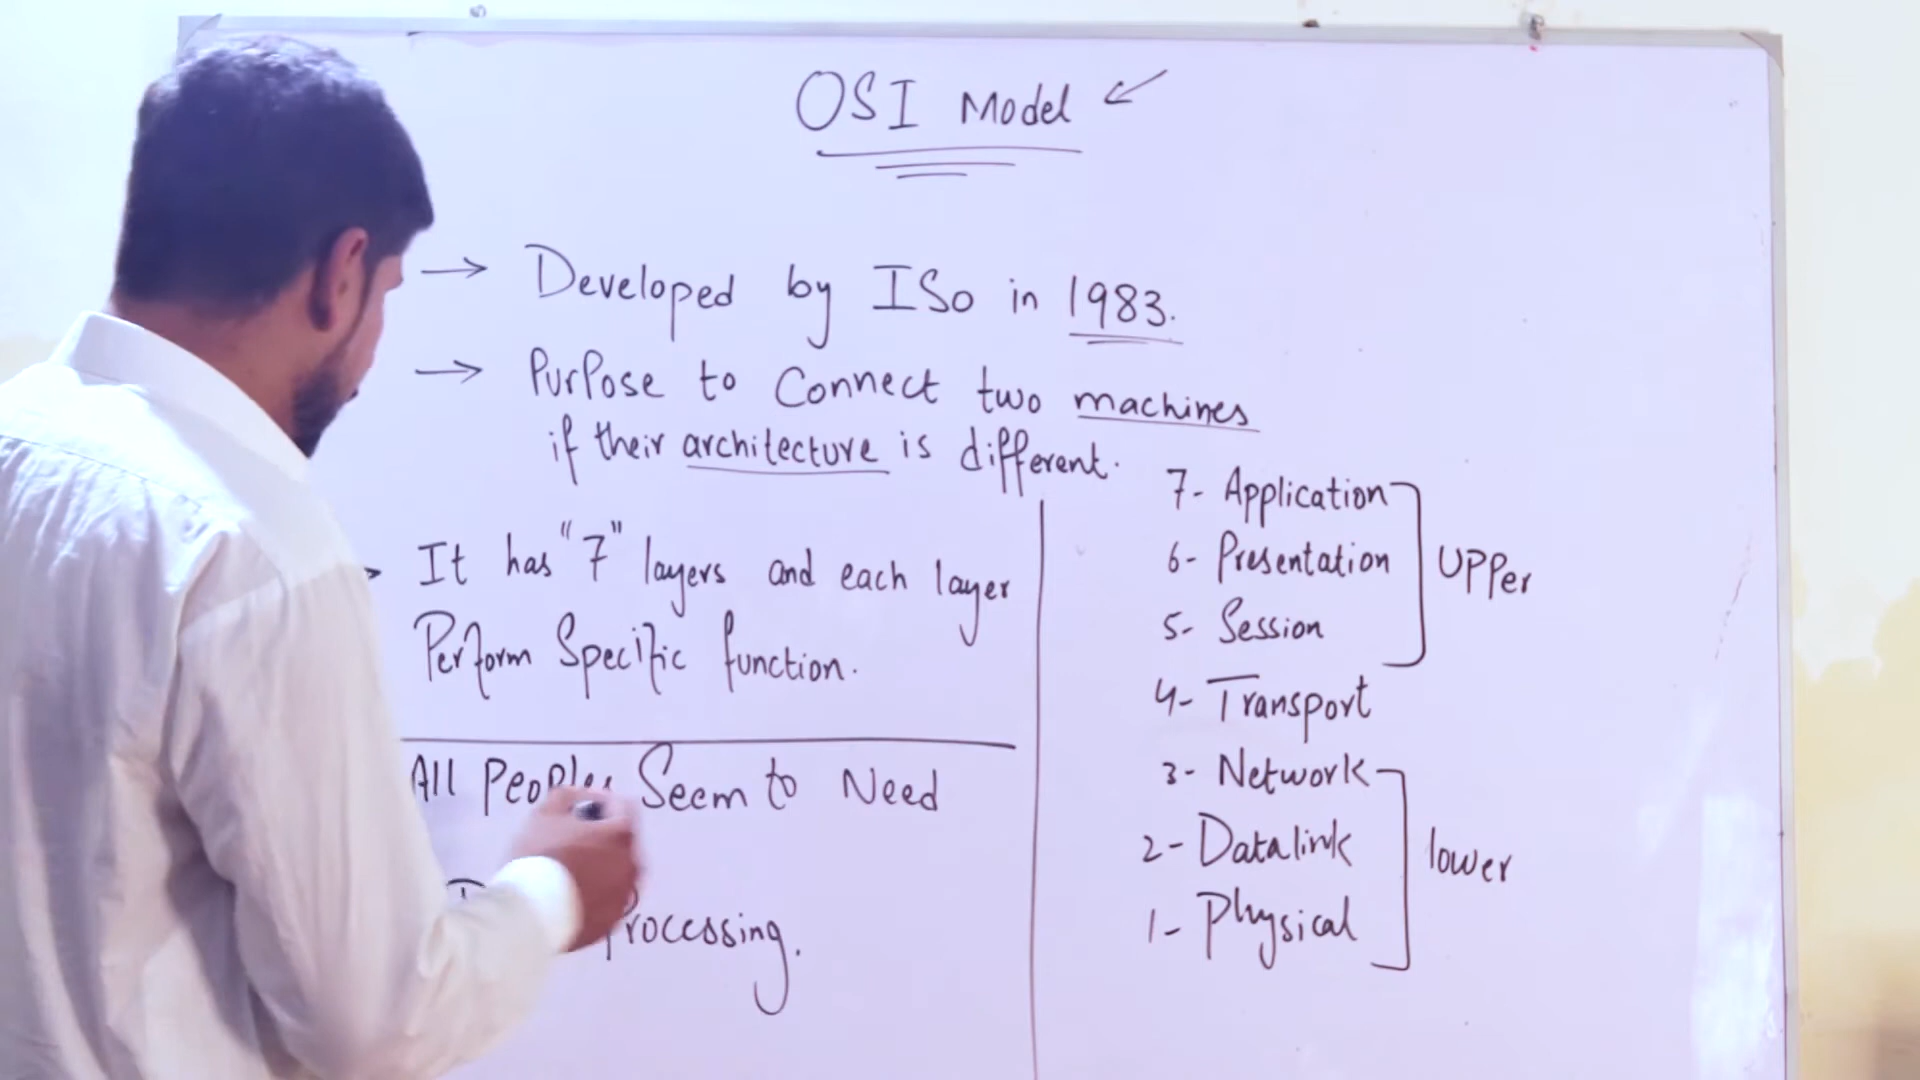 OSI Model
→ Developed by ISO in 1983.
→ Purpose to Connect two machines
if their architecture is different.
It has "7" layers and each layer
Perform Specific function.
All Peoples Seem to Need
Processing.
7- Application
6- Presentation
5- Session
Upper
4- Transport
3- Network
2- Datalink
1- Physical
lower